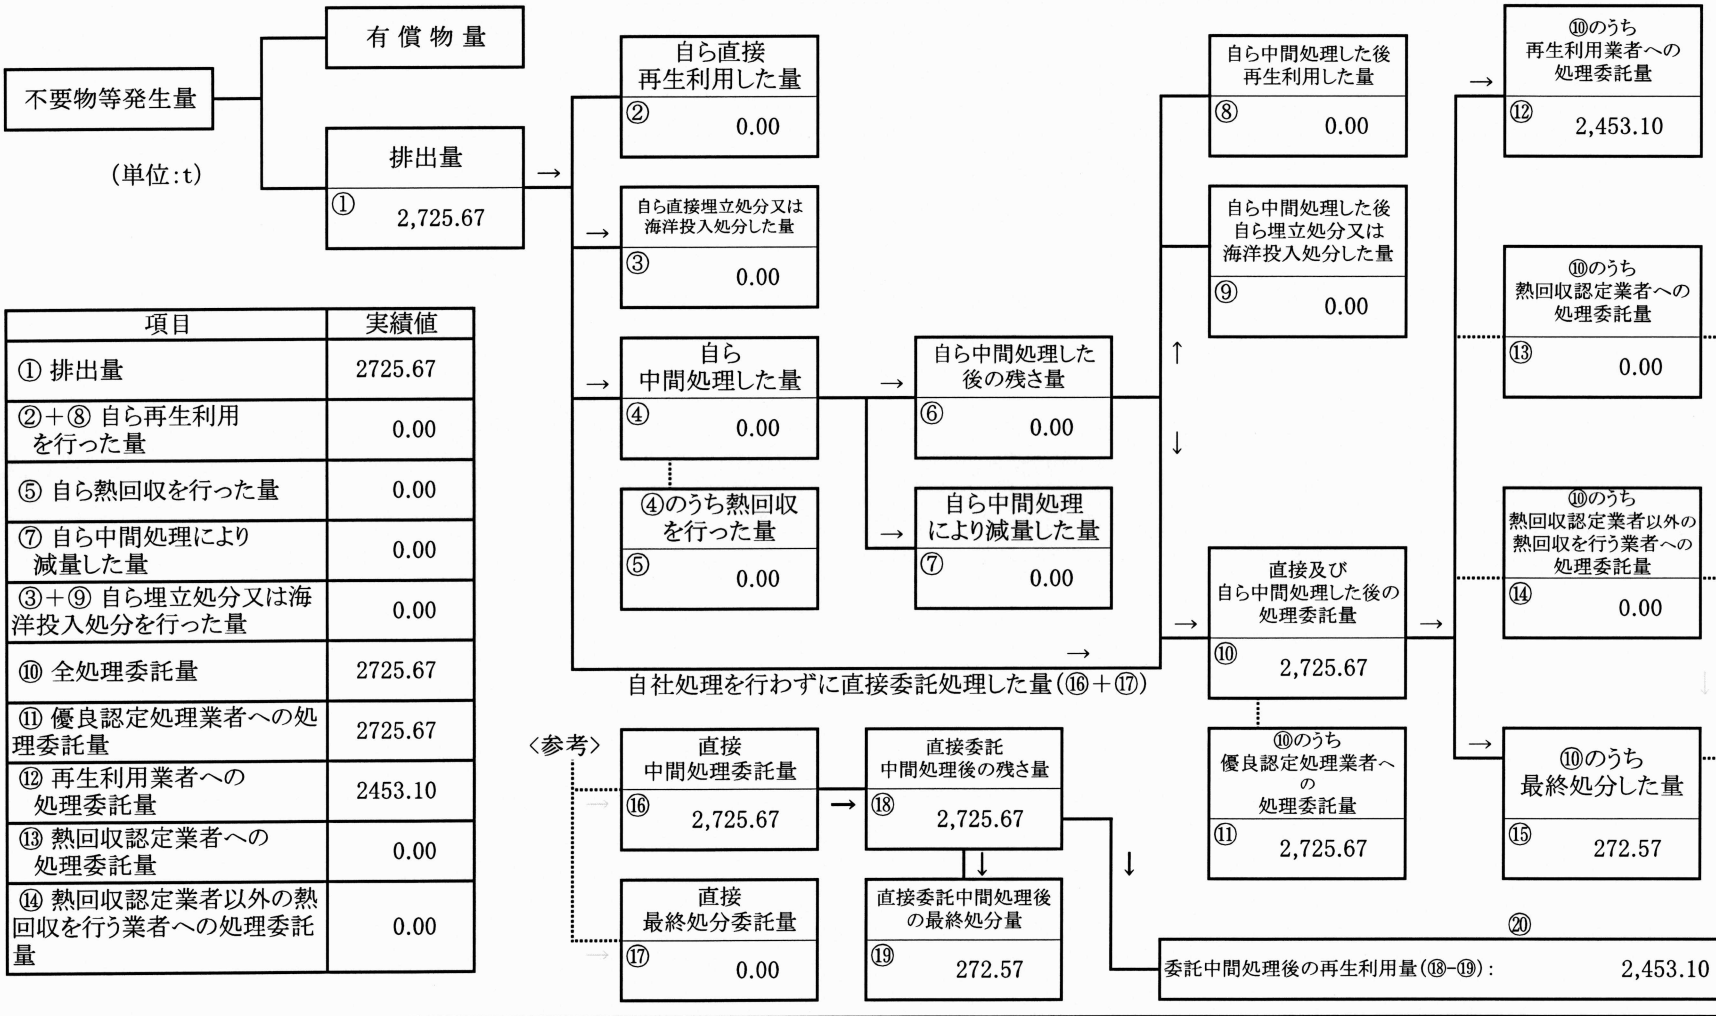 不要物等発生量
(単位:t)
有償物量
排出量
①
2,725.67
→
自ら直接
再生利用した量
②
0.00
→
自ら直接埋立処分又は
海洋投入処分した量
③
0.00
→
自ら
中間処理した量
④
0.00
④のうち熱回収
を行った量
⑤
0.00
→
自ら中間処理した
後の残さ量
⑥
0.00
→
自ら中間処理
により減量した量
⑦
0.00
自ら中間処理した後
再生利用した量
⑧
0.00
自ら中間処理した後
自ら埋立処分又は
海洋投入処分した量
⑨
0.00
↑
↓
→
自社処理を行わずに直接委託処理した量(⑯+⑰)
→
直接及び
自ら中間処理した後の
処理委託量
⑩
2,725.67
→
⑩のうち
優良認定処理業者へ
の
処理委託量
⑪
2,725.67
→
⑩のうち
再生利用業者への
処理委託量
⑫
2,453.10
⑩のうち
熱回収認定業者への
処理委託量
⑬
0.00
⑩のうち
熱回収認定業者以外の
熱回収を行う業者への
処理委託量
⑭
0.00
↓
→
⑩のうち
最終処分した量
⑮
272.57
項目 実績値
① 排出量 2725.67
②+⑧ 自ら再生利用
を行った量 0.00
⑤ 自ら熱回収を行った量 0.00
⑦ 自ら中間処理により
減量した量 0.00
③+⑨ 自ら埋立処分又は海
洋投入処分を行った量 0.00
⑩ 全処理委託量 2725.67
⑪ 優良認定処理業者への処
理委託量 2725.67
⑫ 再生利用業者への
処理委託量 2453.10
⑬ 熱回収認定業者への
処理委託量 0.00
⑭ 熱回収認定業者以外の熱
回収を行う業者への処理委託
量 0.00
<参考>
→
直接
中間処理委託量
⑯
2,725.67
→
直接委託
中間処理後の残さ量
⑱
2,725.67
→
直接
最終処分委託量
⑰
0.00
↓
直接委託中間処理後
の最終処分量
⑲
272.57
↓
⑳
委託中間処理後の再生利用量(⑱-⑲): 2,453.10